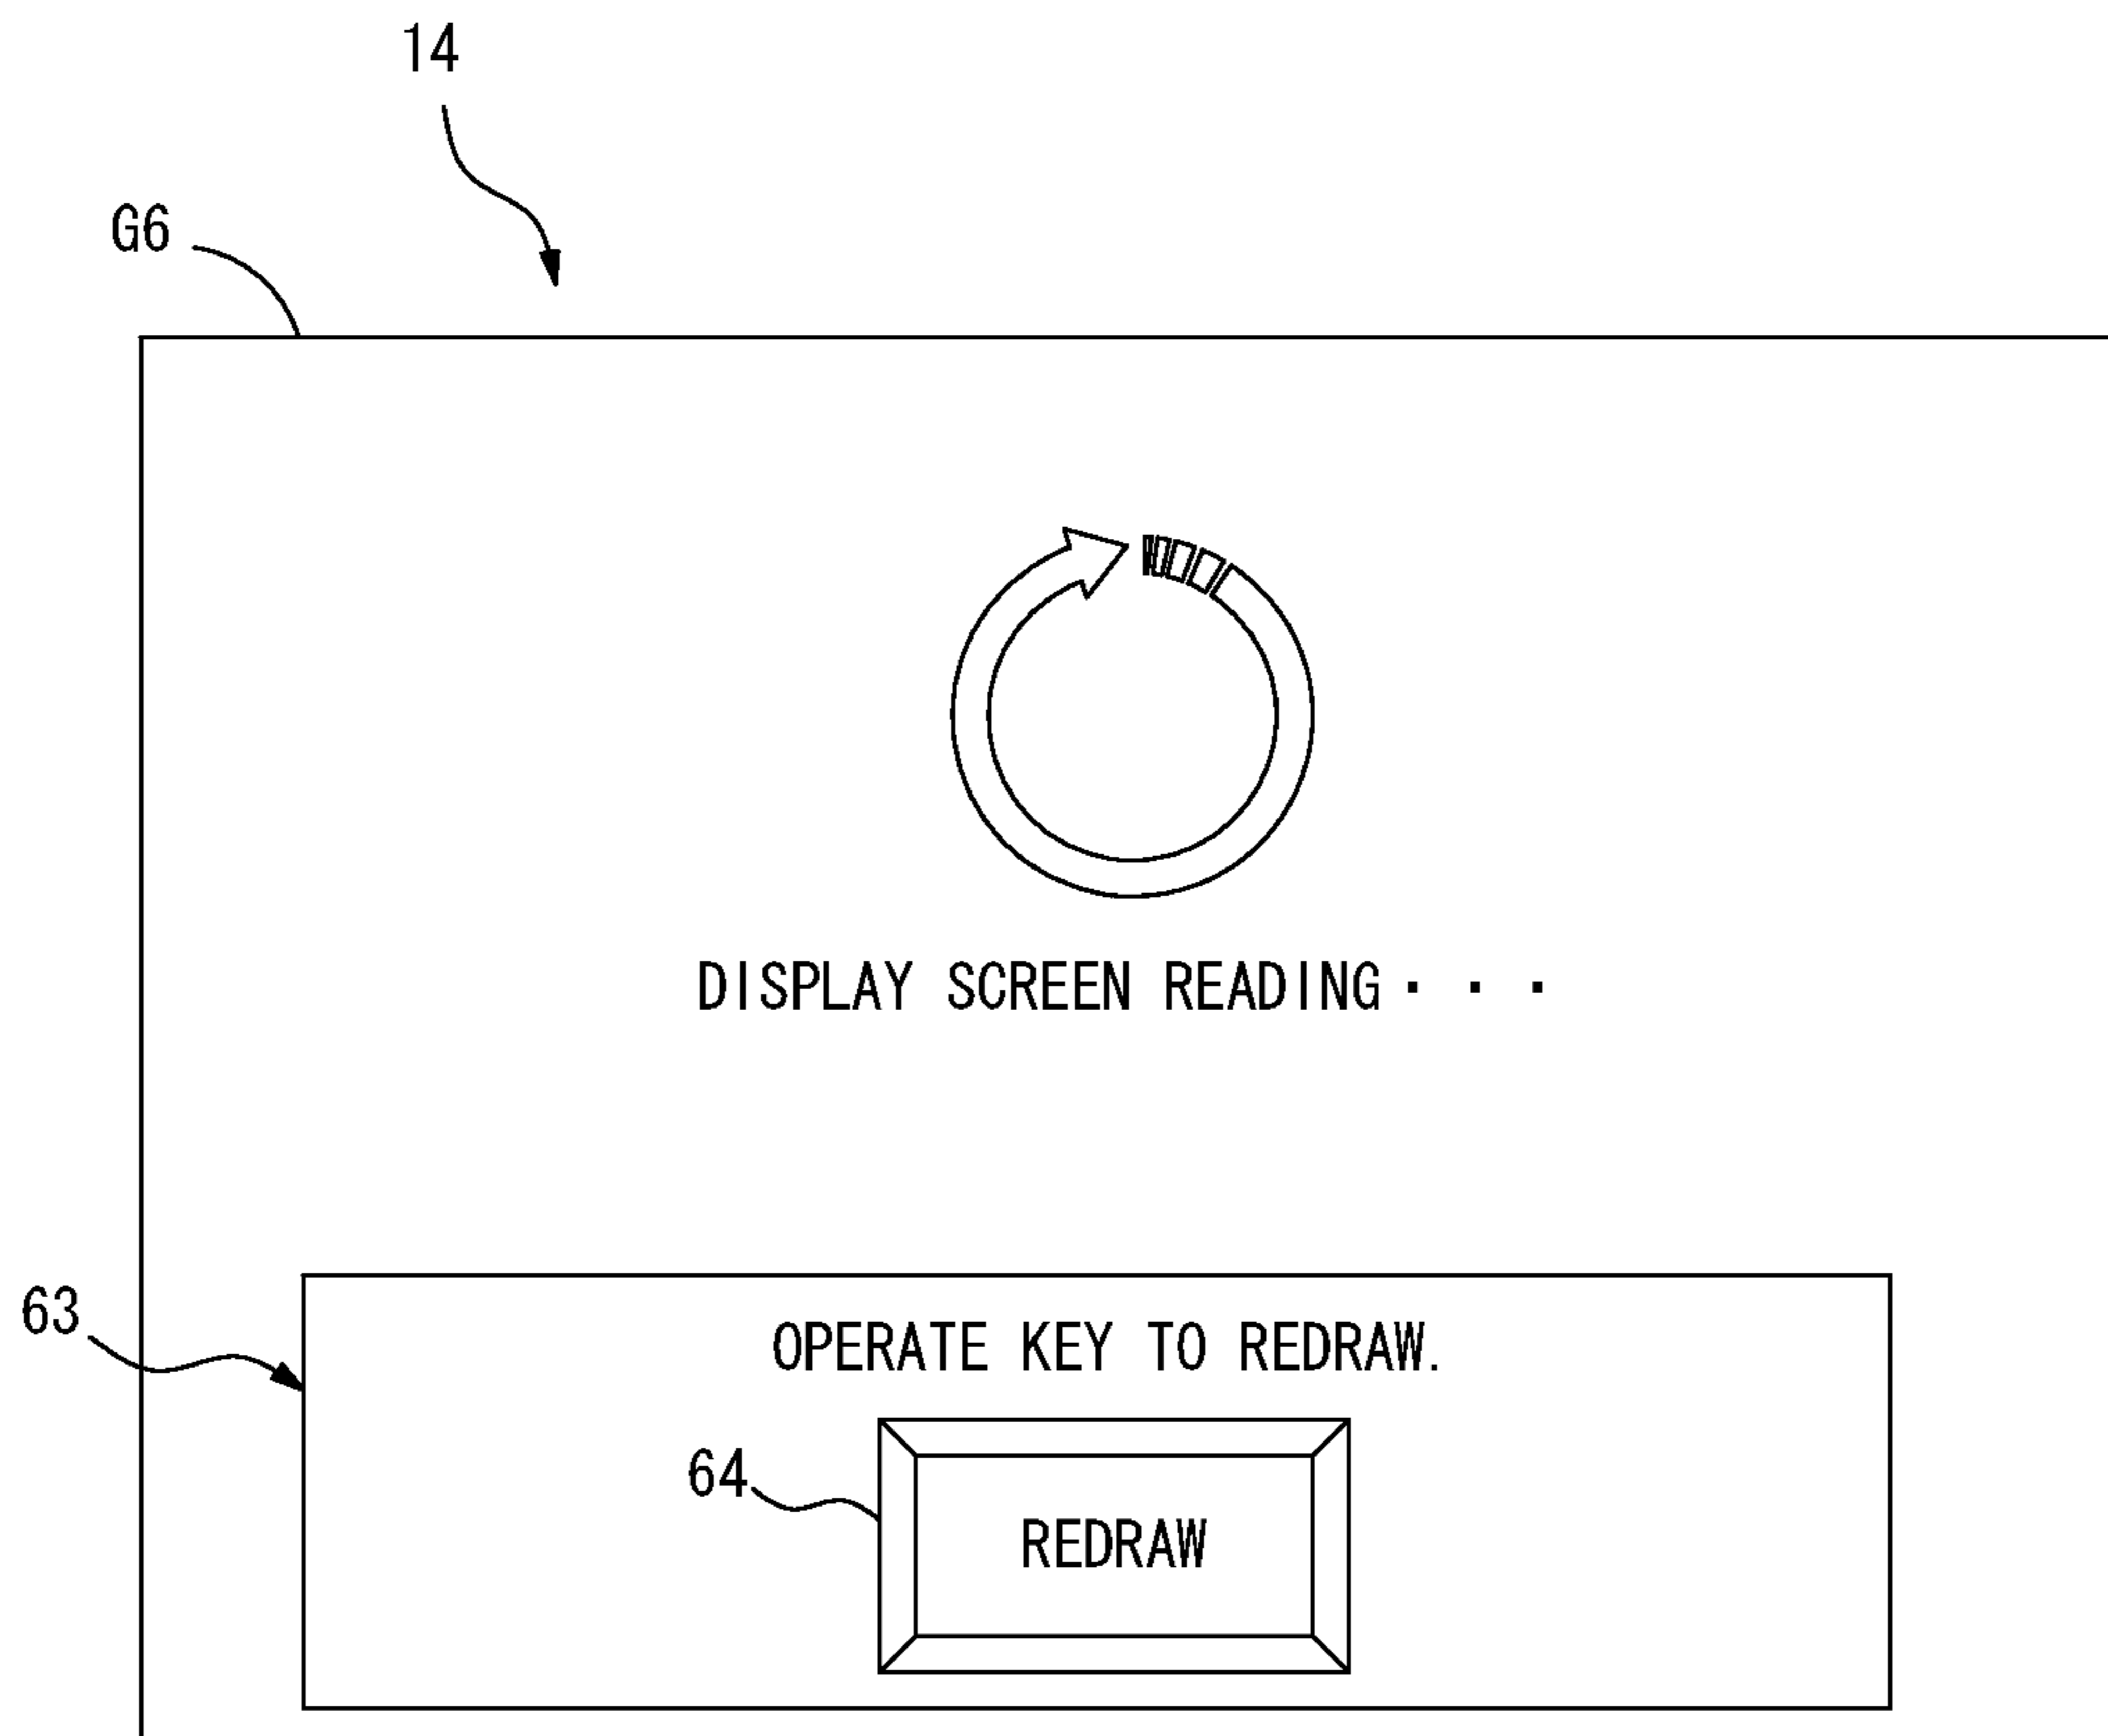 14
G6
DISPLAY SCREEN READING・・・
63
OPERATE KEY TO REDRAW.
64
REDRAW